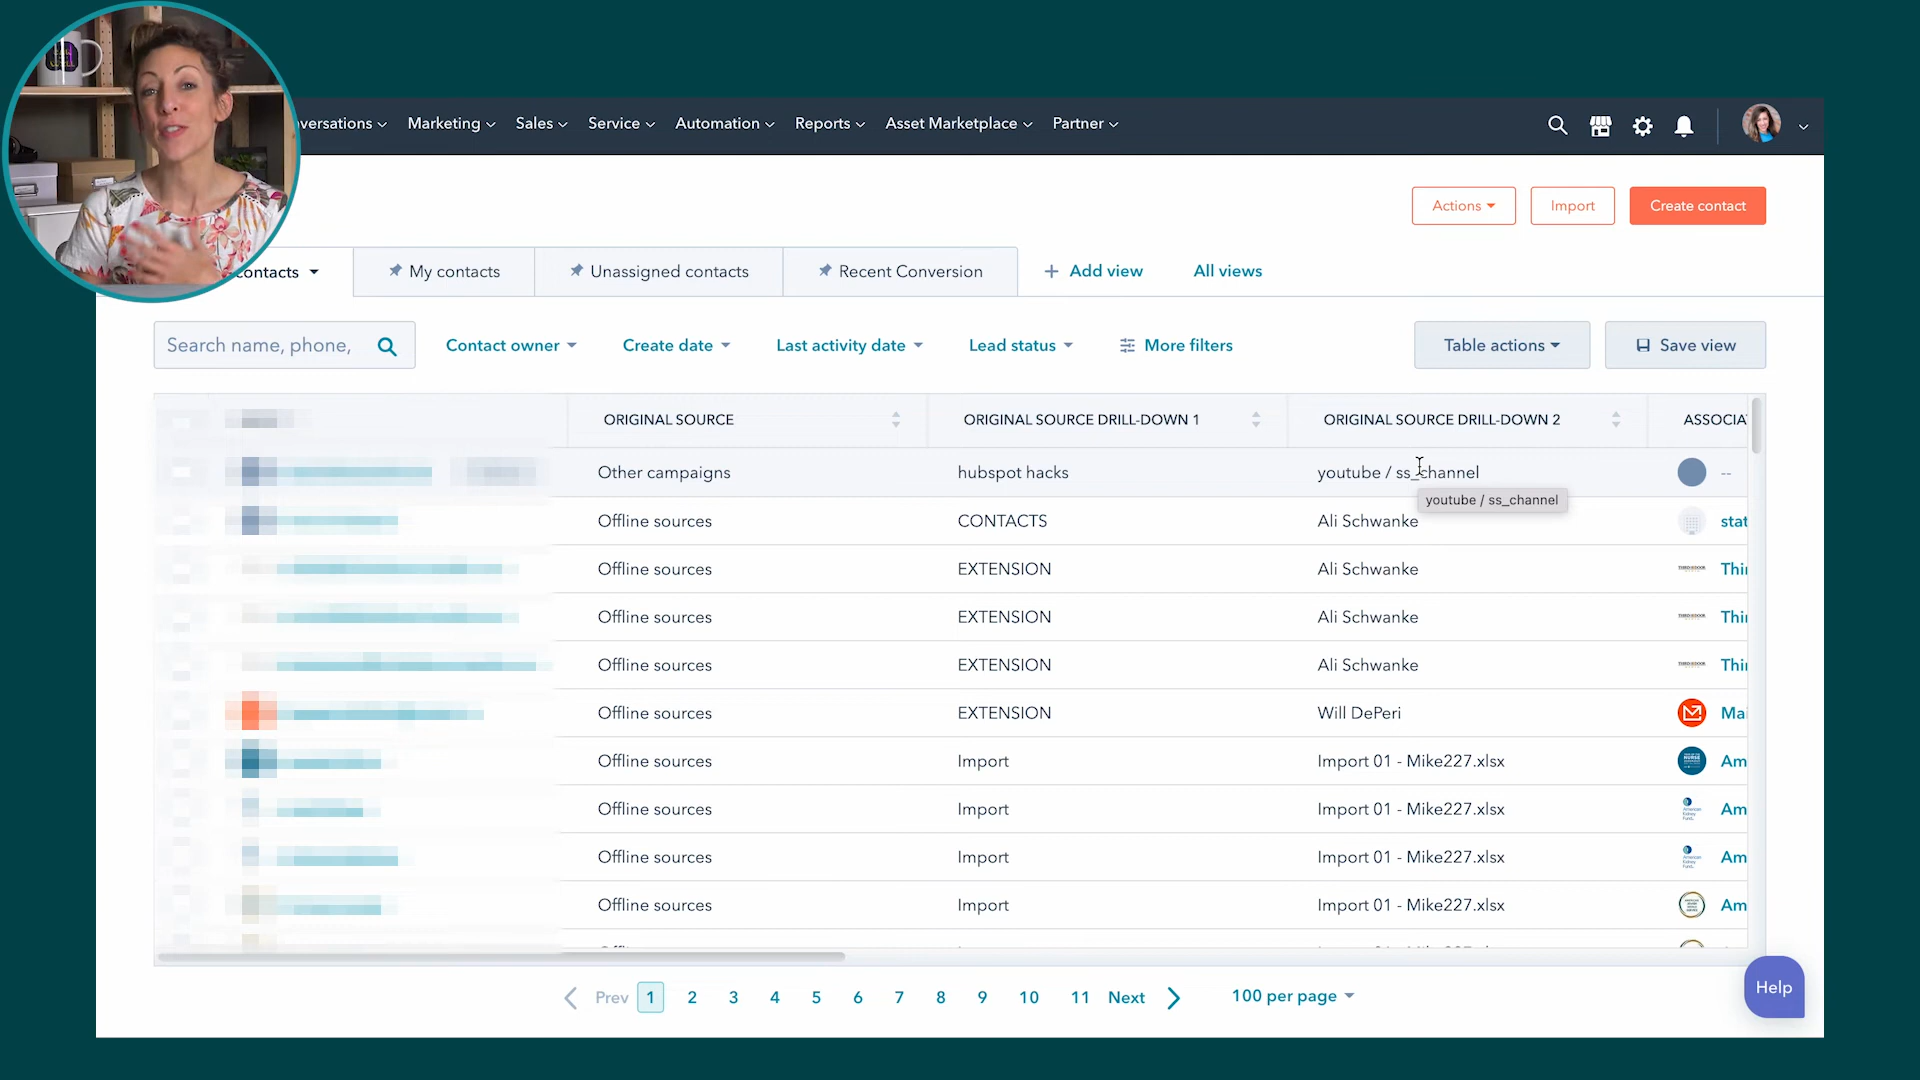 versations Marketing Sales Service Automation Reports Asset Marketplace Partner
Actions Import Create contact
contacts My contacts Unassigned contacts Recent Conversion + Add view All views
Search name, phone, Contact owner Create date Last activity date Lead status More filters Table actions Save view
ORIGINAL SOURCE ORIGINAL SOURCE DRILL-DOWN 1 ORIGINAL SOURCE DRILL-DOWN 2 ASSOCIA
Other campaigns hubspot hacks youtube / ss_channel --
youtube / ss_channel
Offline sources CONTACTS Ali Schwanke stat
Offline sources EXTENSION Ali Schwanke Thi
Offline sources EXTENSION Ali Schwanke Thi
Offline sources EXTENSION Ali Schwanke Thi
Offline sources EXTENSION Will DePeri Mai
Offline sources Import Import 01 - Mike227.xlsx Am
Offline sources Import Import 01 - Mike227.xlsx Am
Offline sources Import Import 01 - Mike227.xlsx Am
Offline sources Import Import 01 - Mike227.xlsx Am
Prev 1 2 3 4 5 6 7 8 9 10 11 Next 100 per page
Help